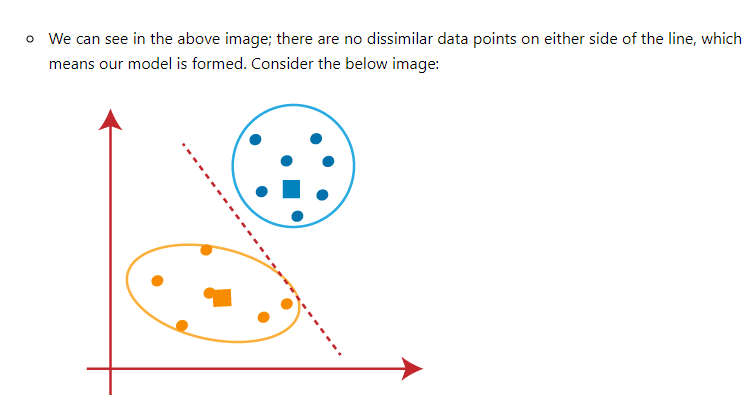 We can see in the above image; there are no dissimilar data points on either side of the line, which
means our model is formed. Consider the below image: